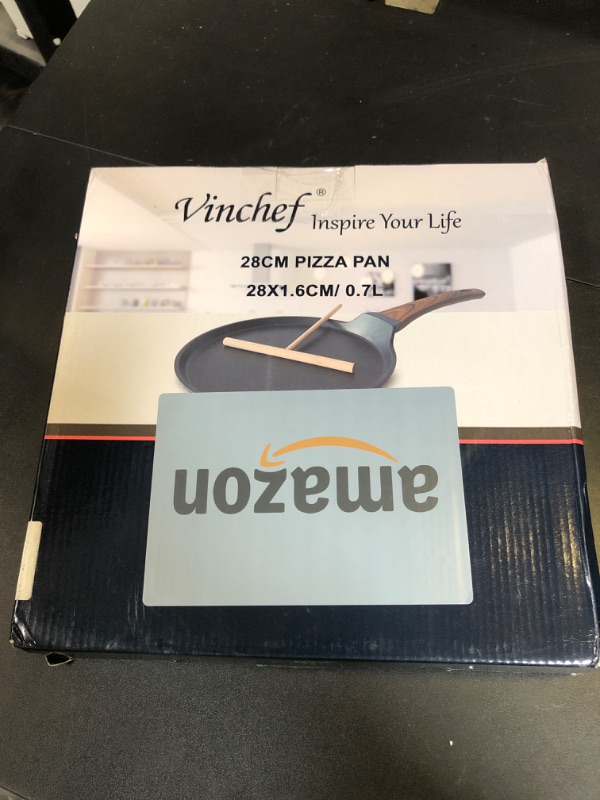 Vinchef® Inspire Your Life
28CM PIZZA PAN
28X1.6CM/ 0.7L
amazon